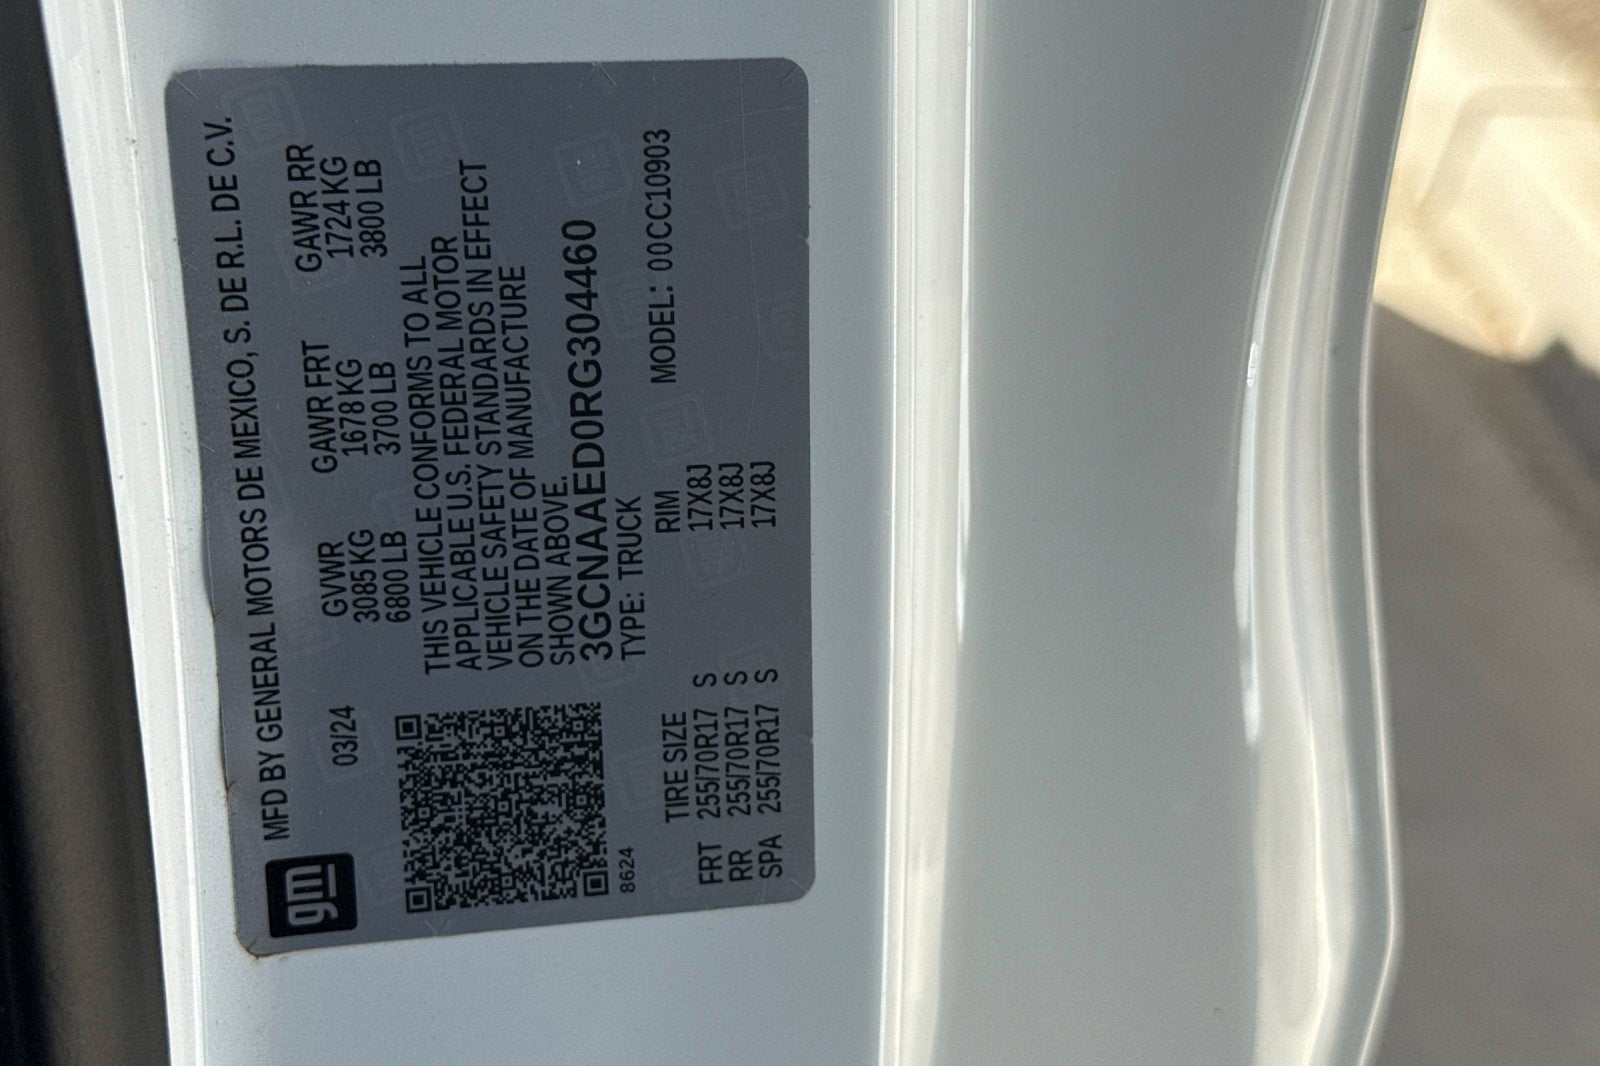 gm MFD BY GENERAL MOTORS DE MEXICO, S. DE R.L. DE C.V.
03/24
GVWR GAWR FRT GAWR RR
3085 KG 1678 KG 1724 KG
6800 LB 3700 LB 3800 LB
THIS VEHICLE CONFORMS TO ALL
APPLICABLE U.S. FEDERAL MOTOR
VEHICLE SAFETY STANDARDS IN EFFECT
ON THE DATE OF MANUFACTURE
SHOWN ABOVE.
3GCNAAED0RG304460
8624
TYPE: TRUCK
MODEL: 00CC10903
TIRE SIZE RIM
FRT 255/70R17 S 17X8J
RR 255/70R17 S 17X8J
SPA 255/70R17 S 17X8J